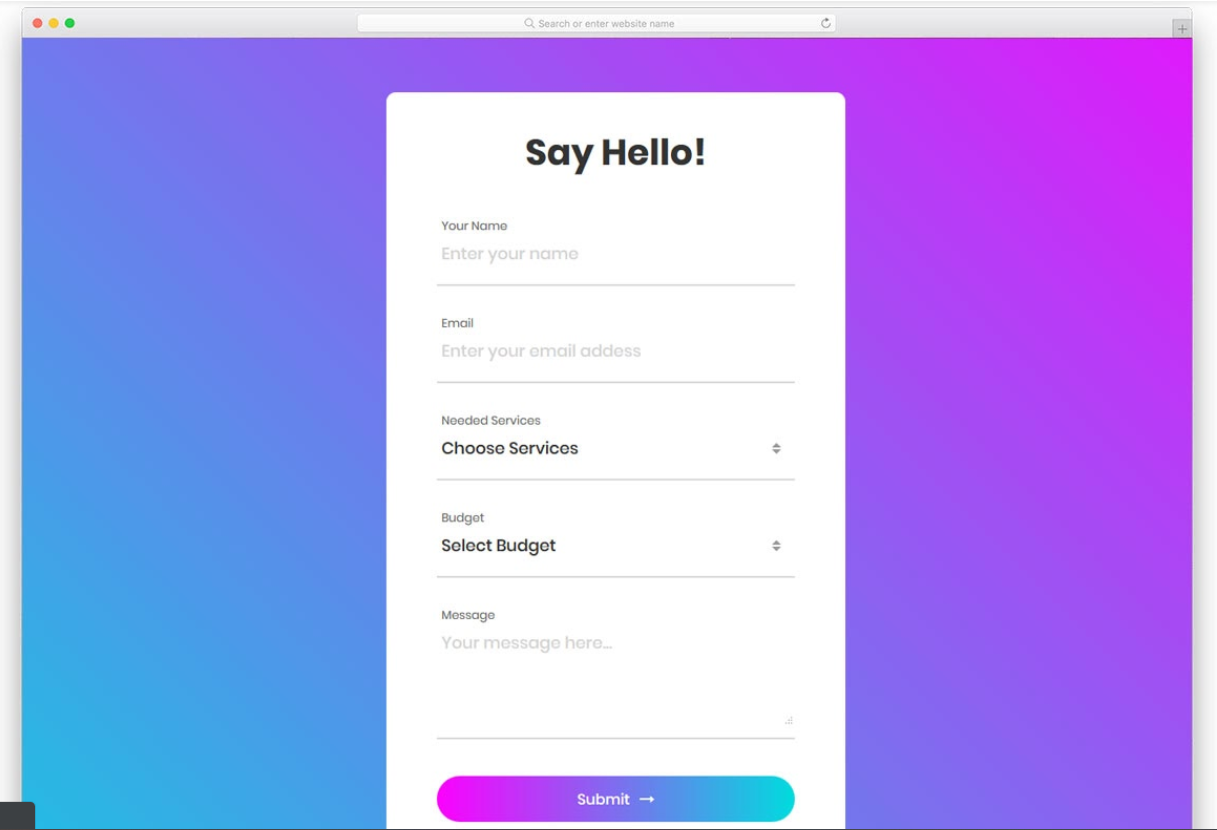 Search or enter website name
Say Hello!
Your Name
Enter your name
Email
Enter your email addess
Needed Services
Choose Services
Budget
Select Budget
Message
Your message here...
Submit →